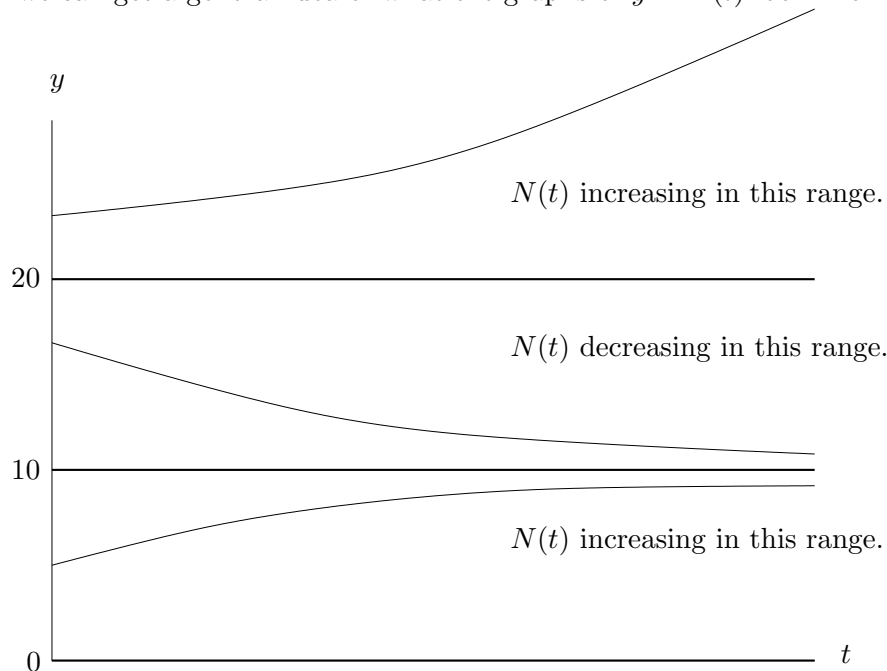 y
N(t) increasing in this range.
20
N(t) decreasing in this range.
10
N(t) increasing in this range.
0
t